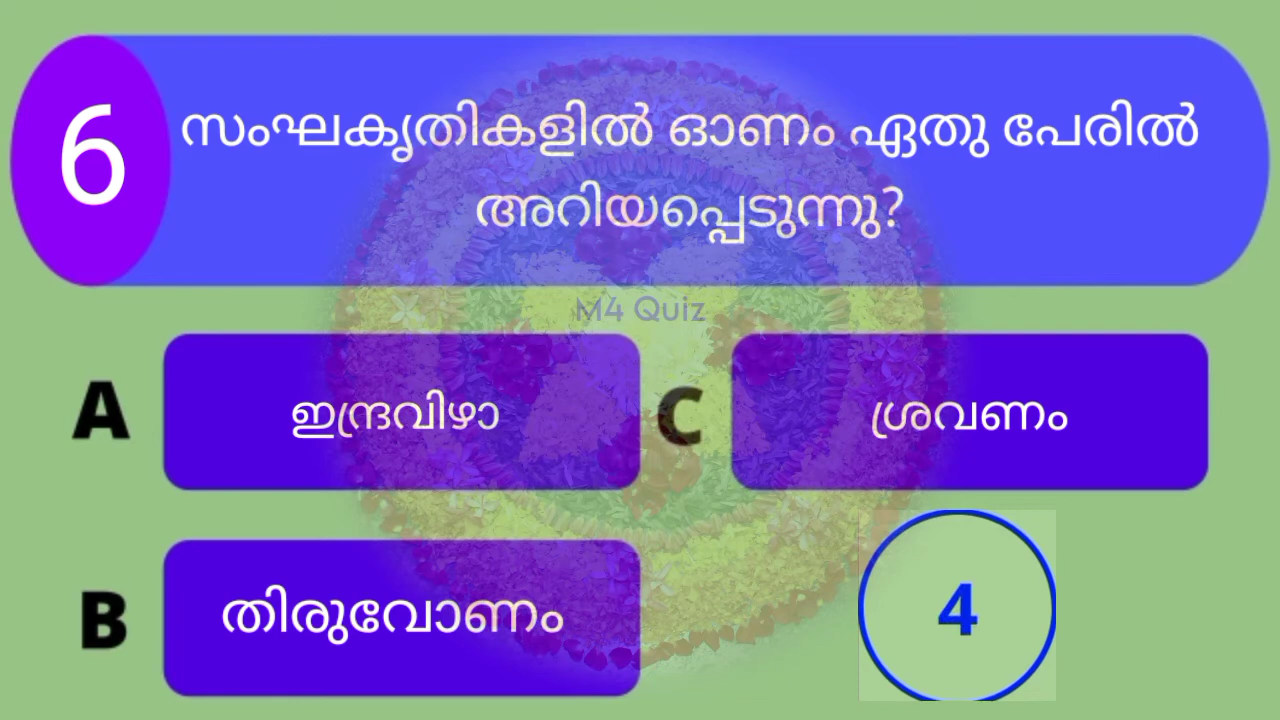 6
സംഘകൃതികളിൽ ഓണം ഏതു പേരിൽ
അറിയപ്പെടുന്നു?
M4 Quiz
A
ഇന്ദ്രവിഴാ
C
ശ്രവണം
B
തിരുവോണം
4